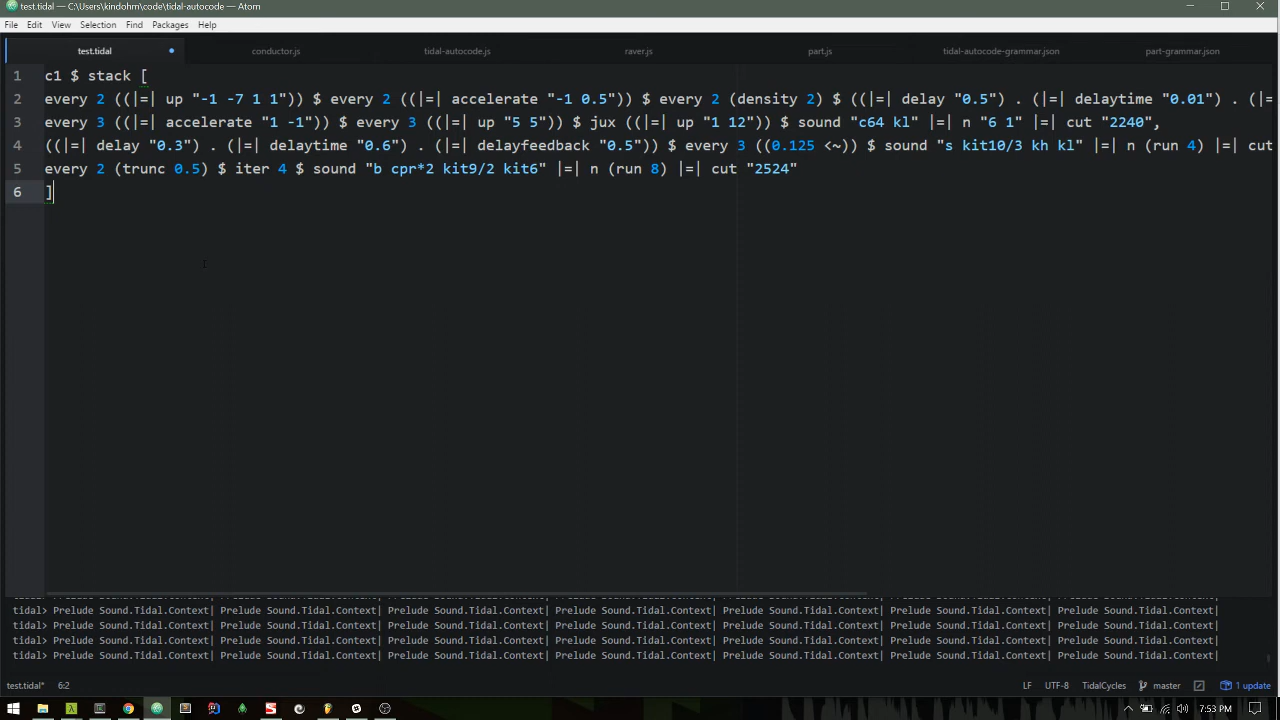 test.tidal — C:\Users\kindohm\code\tidal-autocode — Atom
File Edit View Selection Find Packages Help
test.tidal conductor.js tidal-autocode.js raver.js part.js tidal-autocode-grammar.json part-grammar.json
1 c1 $ stack [
2 every 2 ((|=| up "-1 -7 1 1")) $ every 2 ((|=| accelerate "-1 0.5")) $ every 2 (density 2) $ ((|=| delay "0.5") . (|=| delaytime "0.01") . (|=
3 every 3 ((|=| accelerate "1 -1")) $ every 3 ((|=| up "5 5")) $ jux ((|=| up "1 12")) $ sound "c64 kl" |=| n "6 1" |=| cut "2240",
4 ((|=| delay "0.3") . (|=| delaytime "0.6") . (|=| delayfeedback "0.5")) $ every 3 ((0.125 <~)) $ sound "s kit10/3 kh kl" |=| n (run 4) |=| cut
5 every 2 (trunc 0.5) $ iter 4 $ sound "b cpr*2 kit9/2 kit6" |=| n (run 8) |=| cut "2524"
6 ]
tidal> Prelude Sound.Tidal.Context| Prelude Sound.Tidal.Context| Prelude Sound.Tidal.Context| Prelude Sound.Tidal.Context| Prelude Sound.Tidal.Context| Prelude Sound.Tidal.Context| Prelude Sound.Tidal.Context|
tidal> Prelude Sound.Tidal.Context| Prelude Sound.Tidal.Context| Prelude Sound.Tidal.Context| Prelude Sound.Tidal.Context| Prelude Sound.Tidal.Context| Prelude Sound.Tidal.Context| Prelude Sound.Tidal.Context|
tidal> Prelude Sound.Tidal.Context| Prelude Sound.Tidal.Context| Prelude Sound.Tidal.Context| Prelude Sound.Tidal.Context| Prelude Sound.Tidal.Context| Prelude Sound.Tidal.Context| Prelude Sound.Tidal.Context|
tidal> Prelude Sound.Tidal.Context| Prelude Sound.Tidal.Context| Prelude Sound.Tidal.Context| Prelude Sound.Tidal.Context| Prelude Sound.Tidal.Context| Prelude Sound.Tidal.Context| Prelude Sound.Tidal.Context|
test.tidal* 6:2 LF UTF-8 TidalCycles master 1 update
7:53 PM